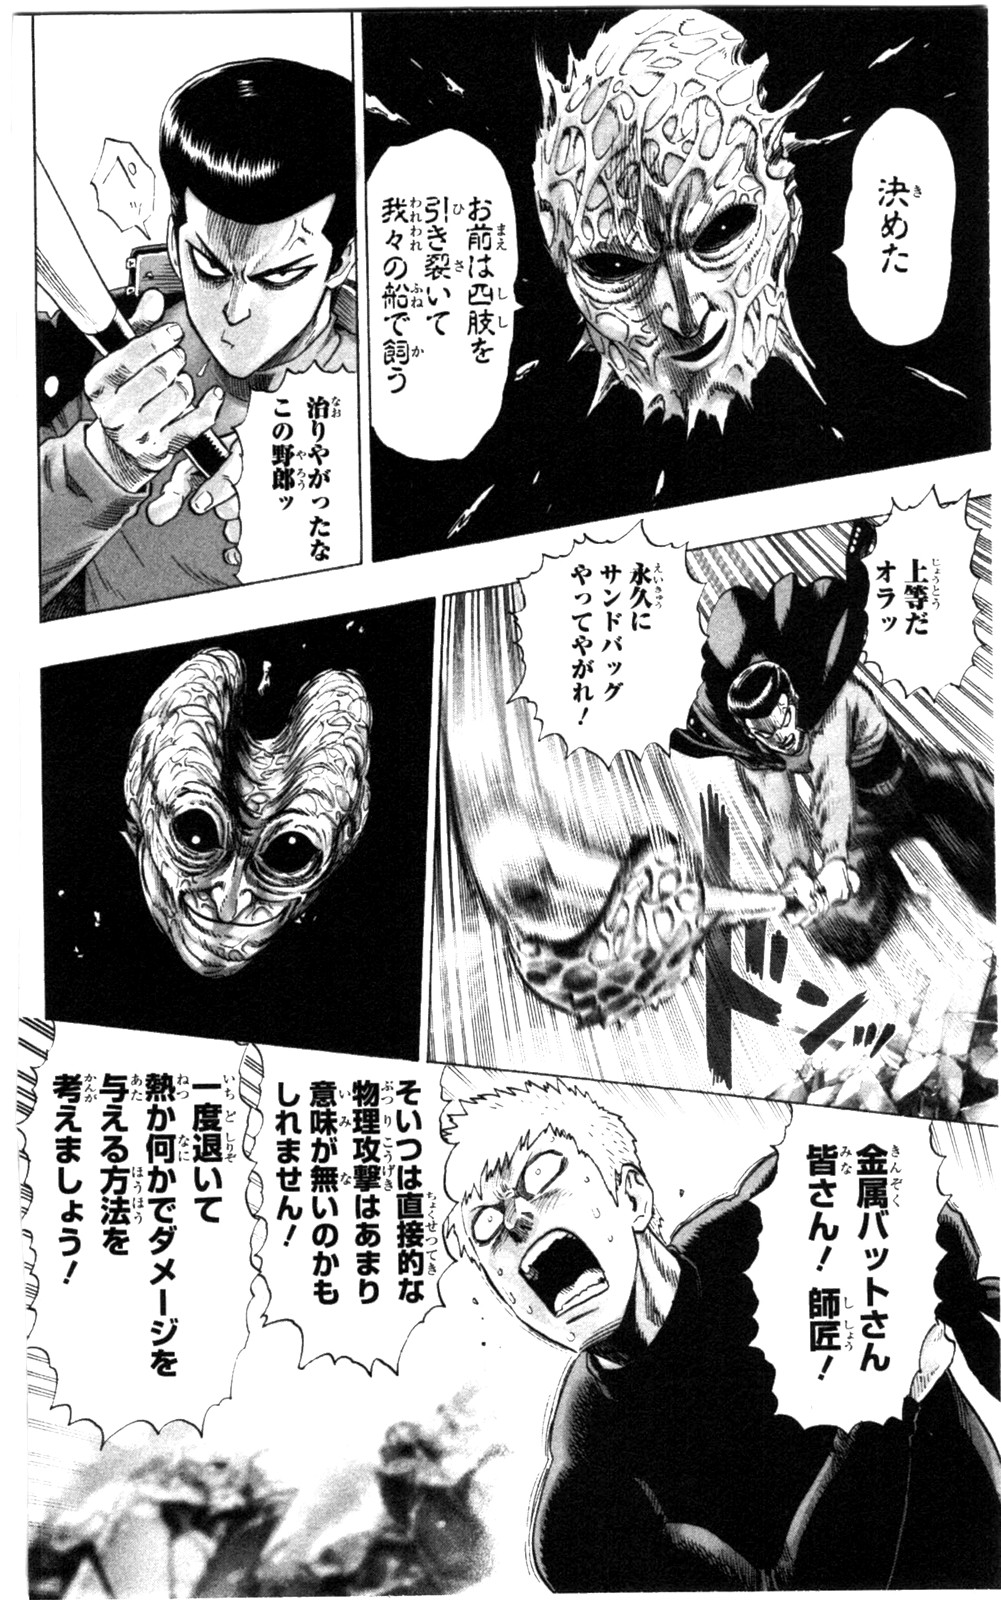 決めた
お前は四肢を
引き裂いて
我々の船で飼う
治りやがったな
この野郎ッ
上等だ
オラッ
永久に
サンドバッグ
やってやがれ！
ドンッ
金属バットさん
皆さん！師匠！
そいつは直接的な
物理攻撃はあまり
意味が無いのかも
しれません！
一度退いて
熱か何かでダメージを
与える方法を
考えましょう！